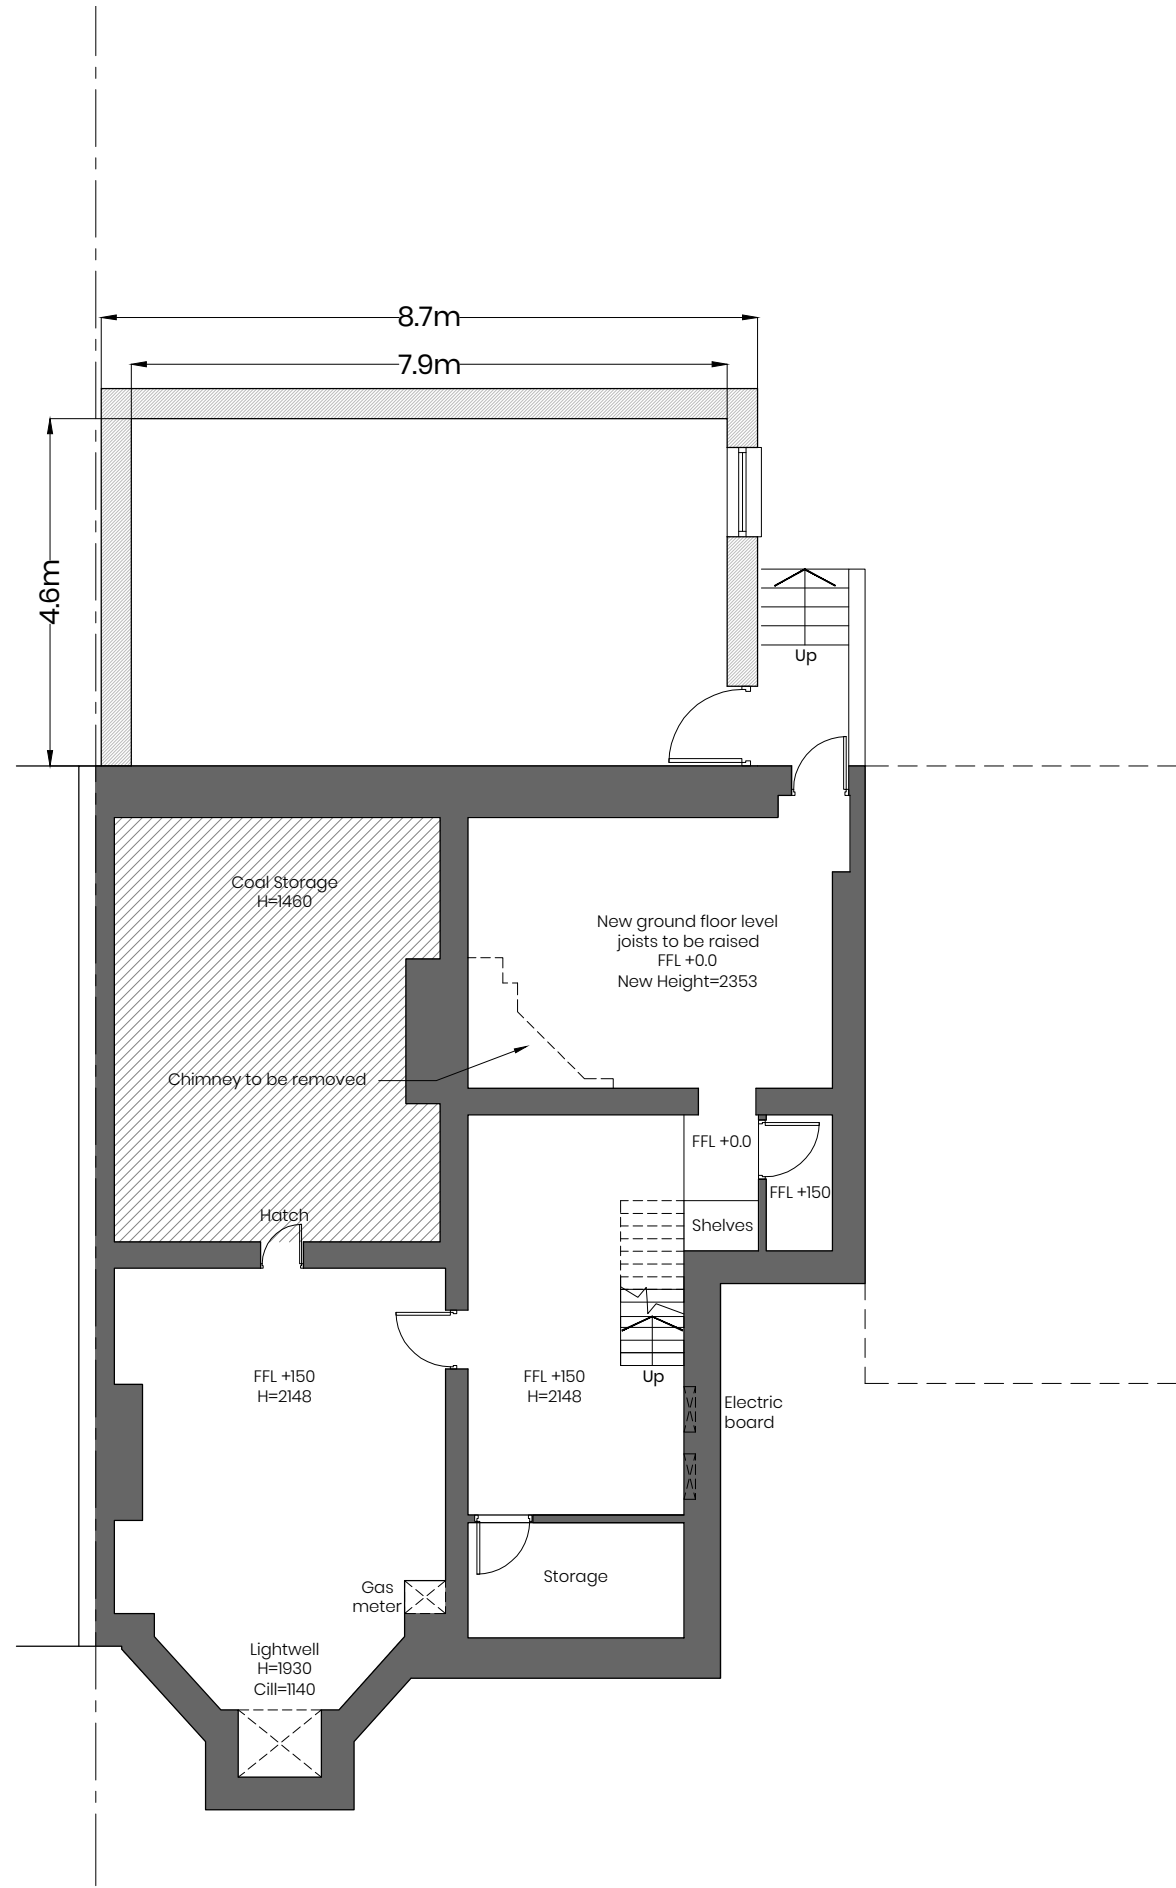 8.7m
7.9m
4.6m
Up
Coal Storage
H=1460
New ground floor level
joists to be raised
FFL +0.0
New Height=2353
Chimney to be removed
FFL +0.0
FFL +150
Hatch
Shelves
FFL +150
H=2148
FFL +150
H=2148
Up
Electric
board
Gas
meter
Storage
Lightwell
H=1930
Cill=1140